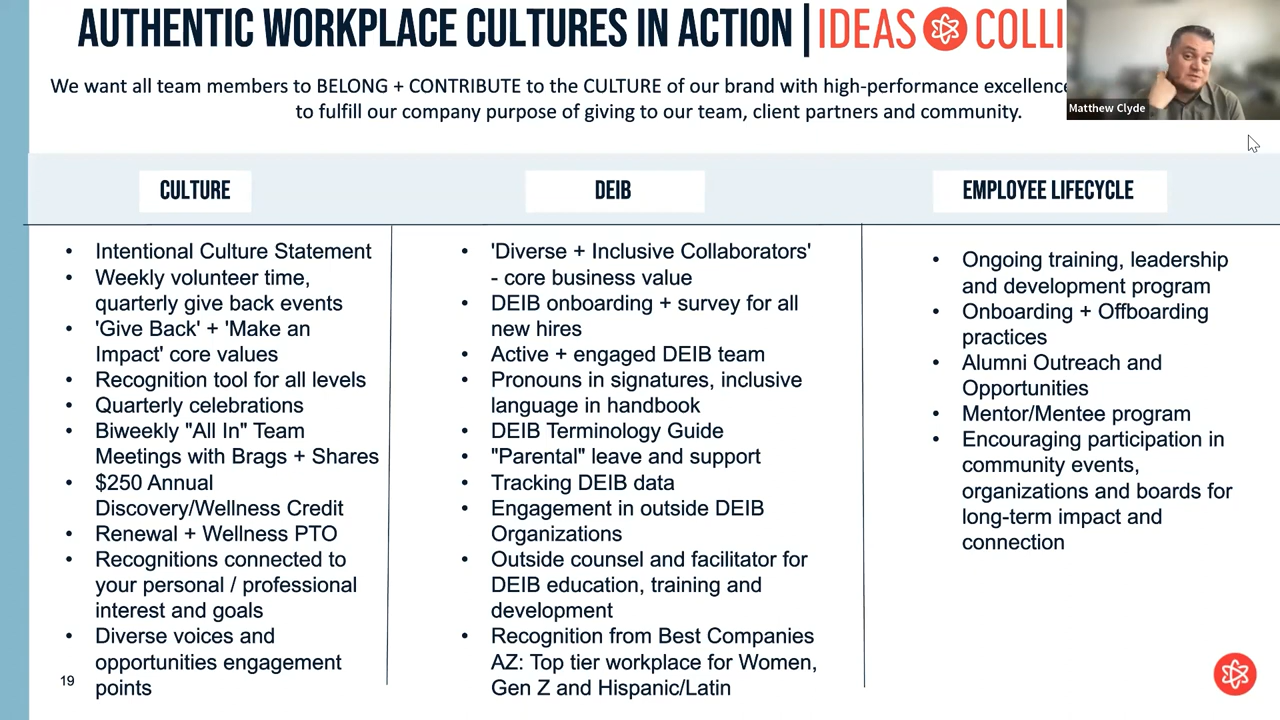 AUTHENTIC WORKPLACE CULTURES IN ACTION | IDEAS COLLI
We want all team members to BELONG + CONTRIBUTE to the CULTURE of our brand with high-performance excellence
to fulfill our company purpose of giving to our team, client partners and community.
Matthew Clyde
CULTURE
• Intentional Culture Statement
• Weekly volunteer time,
quarterly give back events
• 'Give Back' + 'Make an
Impact' core values
• Recognition tool for all levels
• Quarterly celebrations
• Biweekly "All In" Team
Meetings with Brags + Shares
• $250 Annual
Discovery/Wellness Credit
• Renewal + Wellness PTO
• Recognitions connected to
your personal / professional
interest and goals
• Diverse voices and
opportunities engagement
points
DEIB
• 'Diverse + Inclusive Collaborators'
- core business value
• DEIB onboarding + survey for all
new hires
• Active + engaged DEIB team
• Pronouns in signatures, inclusive
language in handbook
• DEIB Terminology Guide
• "Parental" leave and support
• Tracking DEIB data
• Engagement in outside DEIB
Organizations
• Outside counsel and facilitator for
DEIB education, training and
development
• Recognition from Best Companies
AZ: Top tier workplace for Women,
Gen Z and Hispanic/Latin
EMPLOYEE LIFECYCLE
• Ongoing training, leadership
and development program
• Onboarding + Offboarding
practices
• Alumni Outreach and
Opportunities
• Mentor/Mentee program
• Encouraging participation in
community events,
organizations and boards for
long-term impact and
connection
19